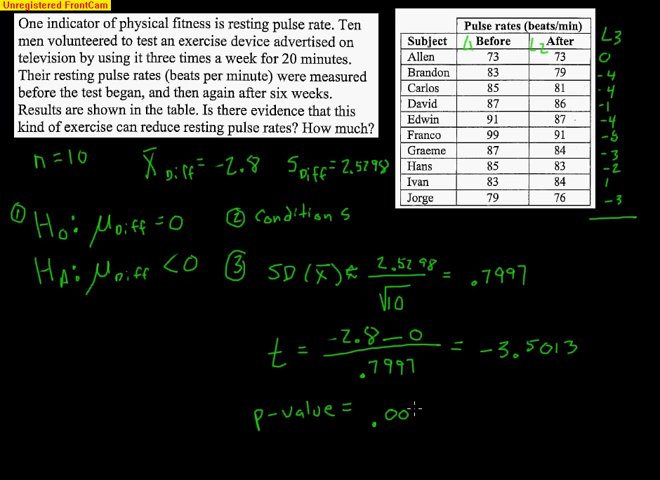 Unregistered FrontCam
One indicator of physical fitness is resting pulse rate. Ten
men volunteered to test an exercise device advertised on
television by using it three times a week for 20 minutes.
Their resting pulse rates (beats per minute) were measured
before the test began, and then again after six weeks.
Results are shown in the table. Is there evidence that this
kind of exercise can reduce resting pulse rates? How much?
Pulse rates (beats/min) L3
Subject L1 Before L2 After
Allen 73 73 0
Brandon 83 79 -4
Carlos 85 81 -4
David 87 86 -1
Edwin 91 87 -4
Franco 99 91 -8
Graeme 87 84 -3
Hans 85 83 -2
Ivan 83 84 1
Jorge 79 76 -3
n=10 x̄Diff = -2.8 SDiff = 2.5298
① H0: μDiff = 0 ② Conditions
HA: μDiff < 0 ③ SD(x̄) ≈ 2.5298/√10 = .7997
t = (-2.8 - 0)/.7997 = -3.5013
p-value = .00